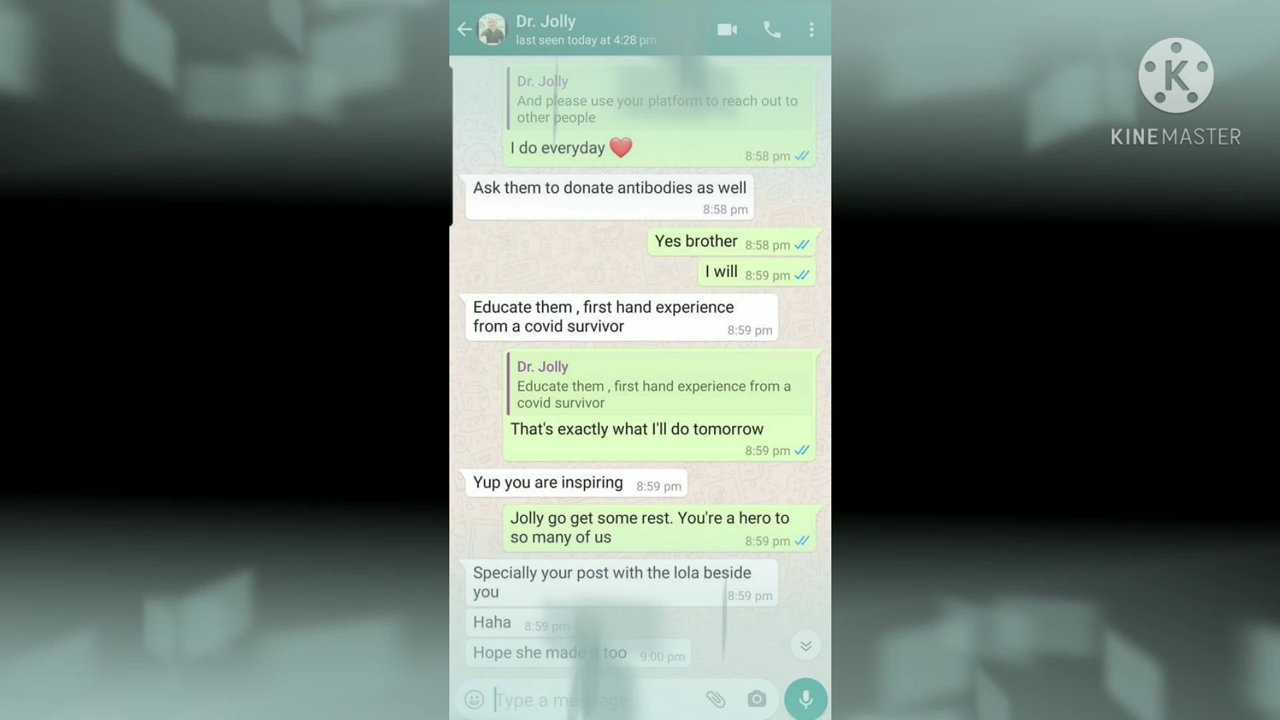 Dr. Jolly
last seen today at 4:28 pm
K
KINEMASTER
Dr. Jolly
And please use your platform to reach out to
other people
I do everyday ❤️
8:58 pm
Ask them to donate antibodies as well
8:58 pm
Yes brother 8:58 pm
I will 8:59 pm
Educate them , first hand experience
from a covid survivor 8:59 pm
Dr. Jolly
Educate them , first hand experience from a
covid survivor
That's exactly what I'll do tomorrow
8:59 pm
Yup you are inspiring 8:59 pm
Jolly go get some rest. You're a hero to
so many of us 8:59 pm
Specially your post with the lola beside
you 8:59 pm
Haha 8:59 pm
Hope she made it too 9:00 pm
Type a message